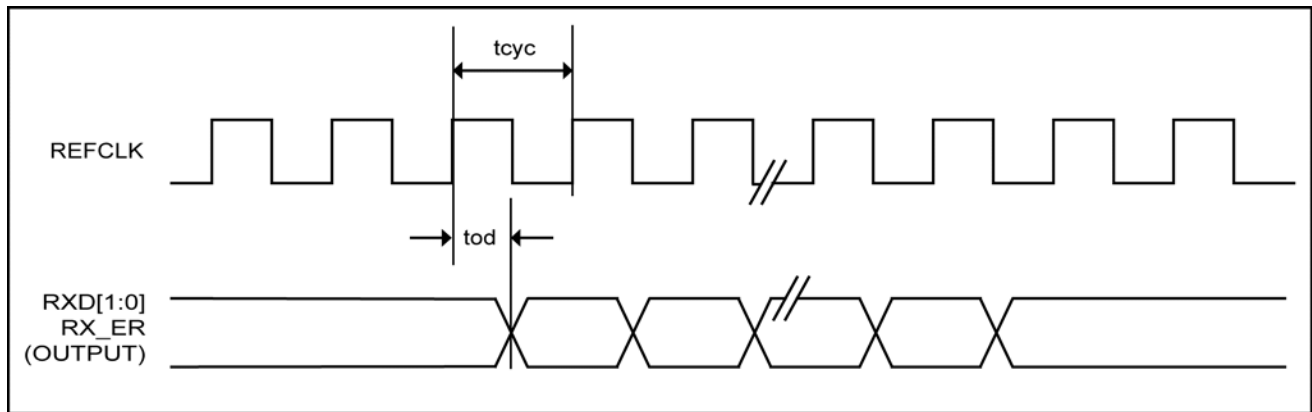 tcyc
REFCLK
tod
RXD[1:0]
RX_ER
(OUTPUT)